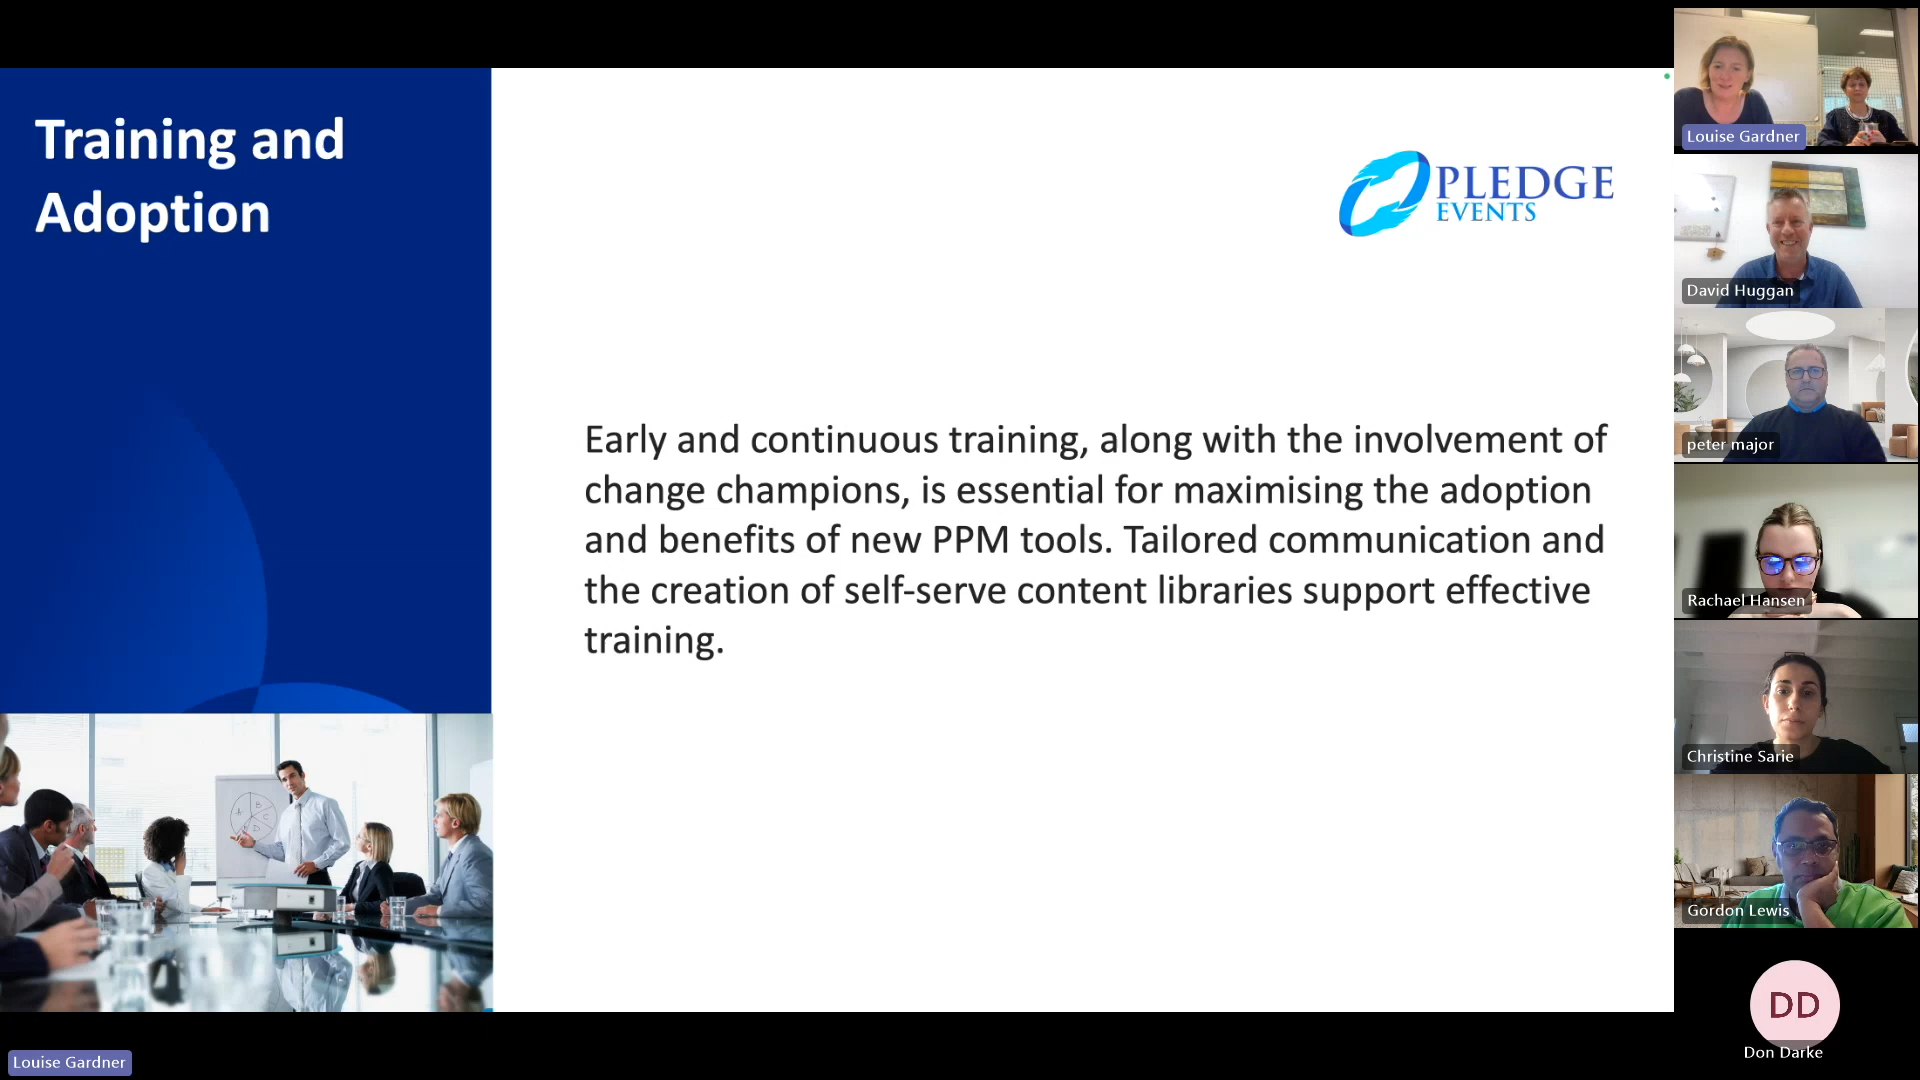 Training and
Adoption
PLEDGE
EVENTS
Early and continuous training, along with the involvement of
change champions, is essential for maximising the adoption
and benefits of new PPM tools. Tailored communication and
the creation of self-serve content libraries support effective
training.
A B C D
Louise Gardner
David Huggan
peter major
Rachael Hansen
Christine Sarie
Gordon Lewis
DD
Don Darke
Louise Gardner